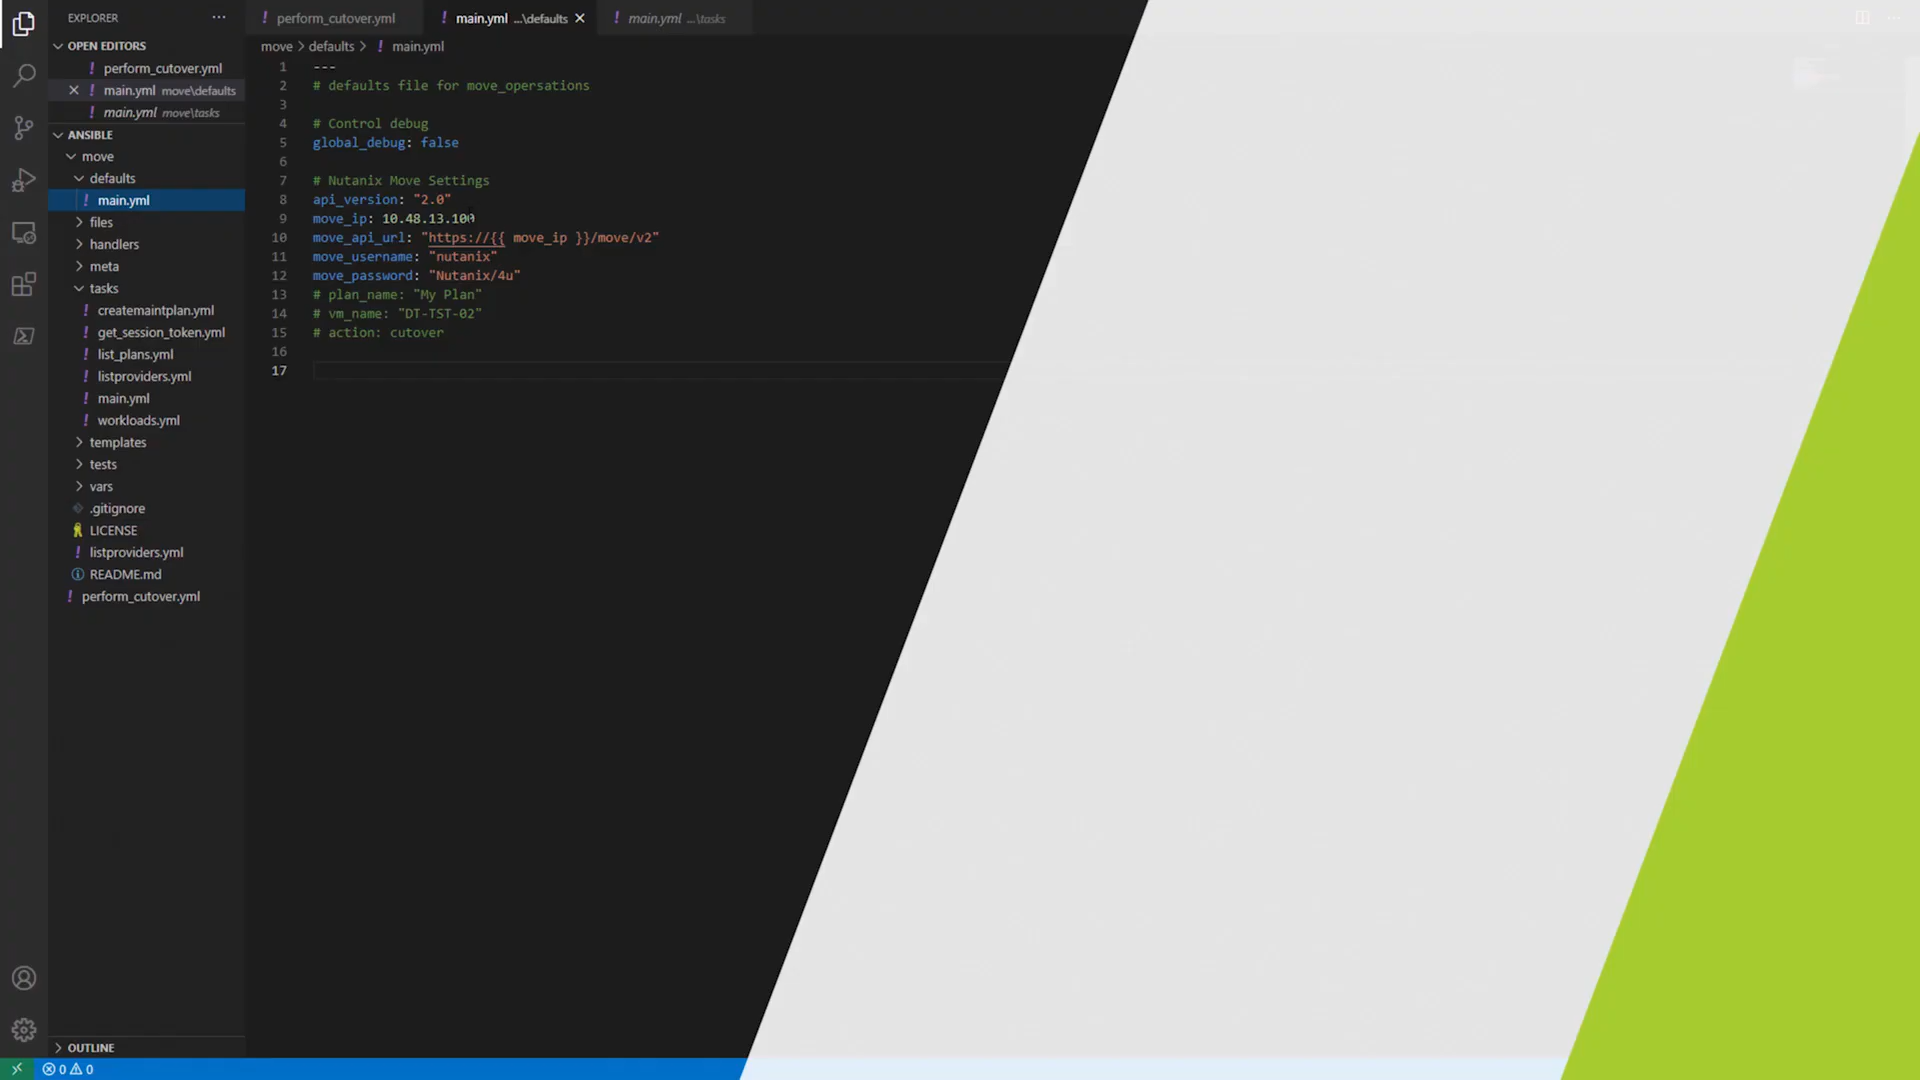 EXPLORER
OPEN EDITORS
perform_cutover.yml
main.yml move\defaults
main.yml move\tasks
ANSIBLE
move
defaults
main.yml
files
handlers
meta
tasks
createmaintplan.yml
get_session_token.yml
list_plans.yml
listproviders.yml
main.yml
workloads.yml
templates
tests
vars
.gitignore
LICENSE
listproviders.yml
README.md
perform_cutover.yml
OUTLINE
0 0
perform_cutover.yml
main.yml ...\defaults
main.yml ...\tasks
move > defaults > ! main.yml
1 ---
2 # defaults file for move_opersations
3
4 # Control debug
5 global_debug: false
6
7 # Nutanix Move Settings
8 api_version: "2.0"
9 move_ip: 10.48.13.100
10 move_api_url: "https://{{ move_ip }}/move/v2"
11 move_username: "nutanix"
12 move_password: "Nutanix/4u"
13 # plan_name: "My Plan"
14 # vm_name: "DT-TST-02"
15 # action: cutover
16
17